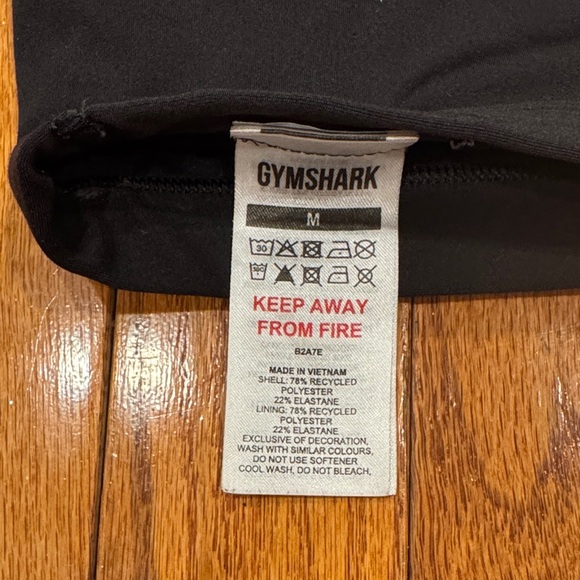 GYMSHARK
M
30
KEEP AWAY
FROM FIRE
B2A7E
MADE IN VIETNAM
SHELL: 78% RECYCLED
POLYESTER
22% ELASTANE
LINING: 78% RECYCLED
POLYESTER
22% ELASTANE
EXCLUSIVE OF DECORATION,
WASH WITH SIMILAR COLOURS,
DO NOT USE SOFTENER
COOL WASH, DO NOT BLEACH,